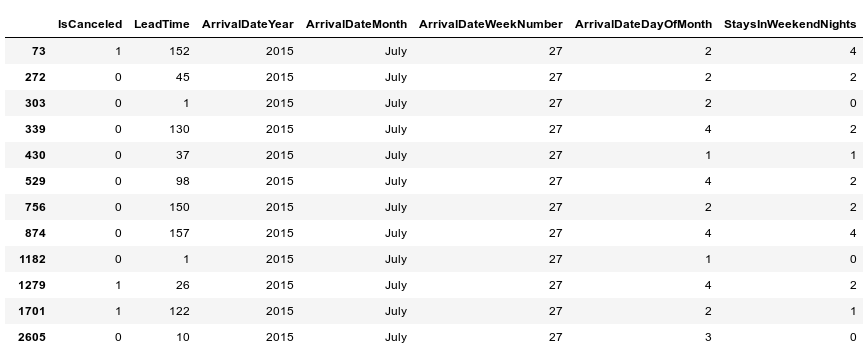 IsCanceled LeadTime ArrivalDateYear ArrivalDateMonth ArrivalDateWeekNumber ArrivalDateDayOfMonth StaysInWeekendNights
73 1 152 2015 July 27 2 4
272 0 45 2015 July 27 2 2
303 0 1 2015 July 27 2 0
339 0 130 2015 July 27 4 2
430 0 37 2015 July 27 1 1
529 0 98 2015 July 27 4 2
756 0 150 2015 July 27 2 2
874 0 157 2015 July 27 4 4
1182 0 1 2015 July 27 1 0
1279 1 26 2015 July 27 4 2
1701 1 122 2015 July 27 2 1
2605 0 10 2015 July 27 3 0